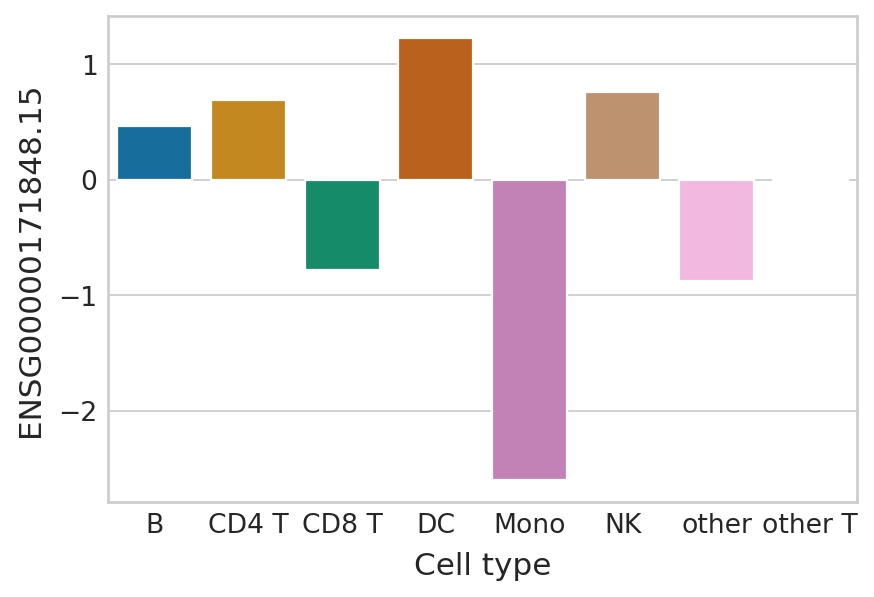 ENSG00000171848.15
1
0
−1
−2
B CD4 T CD8 T DC Mono NK other other T
Cell type